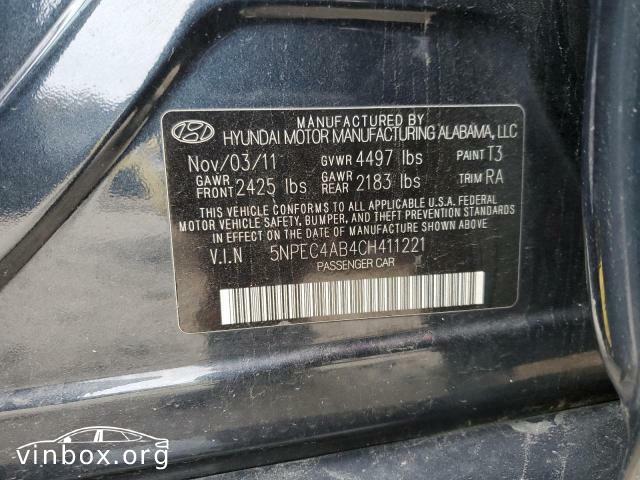 MANUFACTURED BY
HYUNDAI MOTOR MANUFACTURING ALABAMA, LLC
Nov/03/11 GVWR 4497 lbs PAINT T3
GAWR FRONT 2425 lbs GAWR REAR 2183 lbs TRIM RA
THIS VEHICLE CONFORMS TO ALL APPLICABLE U.S.A. FEDERAL
MOTOR VEHICLE SAFETY, BUMPER, AND THEFT PREVENTION STANDARDS
IN EFFECT ON THE DATE OF MANUFACTURE SHOWN ABOVE.
V.I.N 5NPEC4AB4CH411221
PASSENGER CAR
vinbox.org